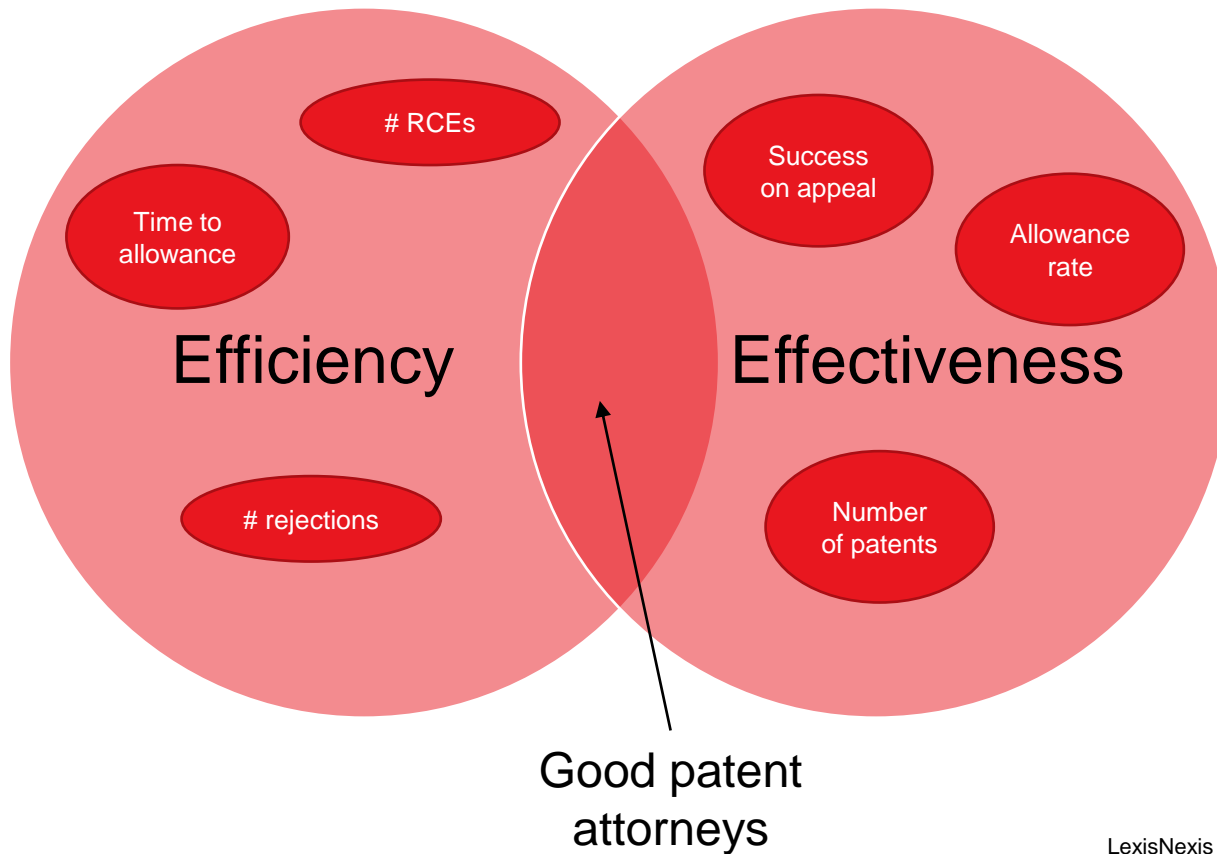 # RCEs
Success
on appeal
Time to
allowance
Allowance
rate
Efficiency
Effectiveness
# rejections
Number
of patents
Good patent
attorneys
LexisNexis